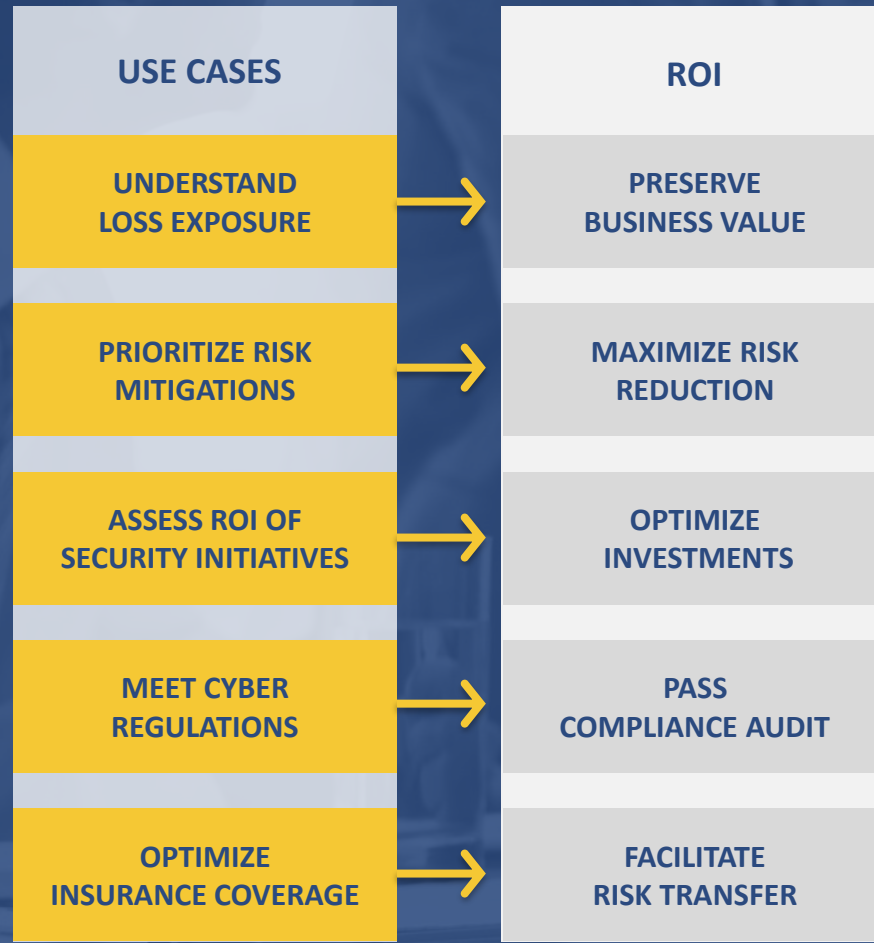 USE CASES
ROI
UNDERSTAND
LOSS EXPOSURE
PRESERVE
BUSINESS VALUE
PRIORITIZE RISK
MITIGATIONS
MAXIMIZE RISK
REDUCTION
ASSESS ROI OF
SECURITY INITIATIVES
OPTIMIZE
INVESTMENTS
MEET CYBER
REGULATIONS
PASS
COMPLIANCE AUDIT
OPTIMIZE
INSURANCE COVERAGE
FACILITATE
RISK TRANSFER